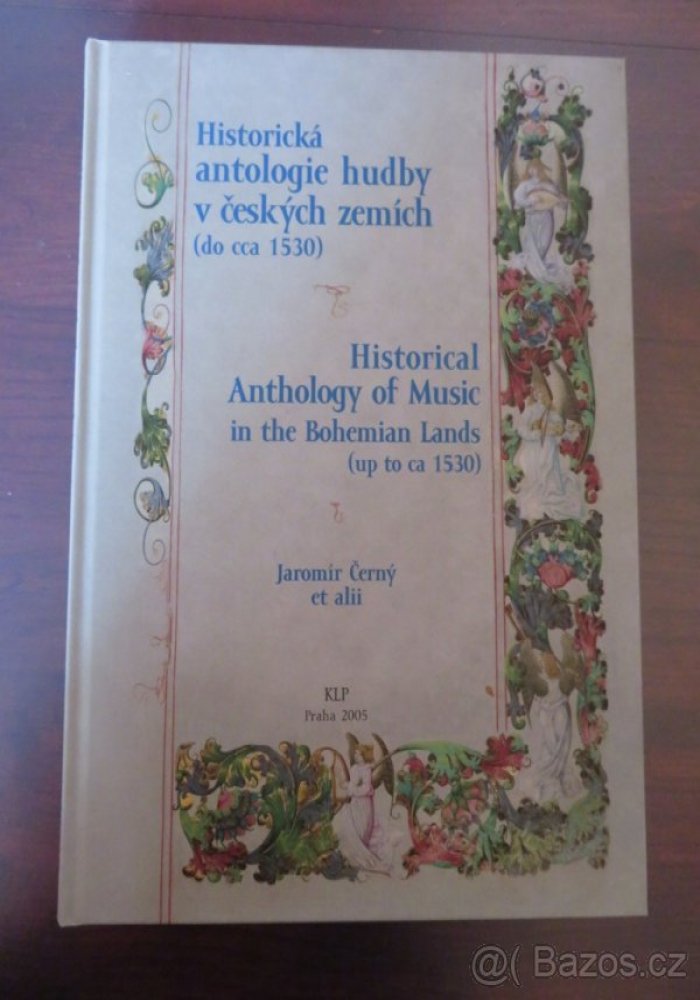 Historická
antologie hudby
v českých zemích
(do cca 1530)
Historical
Anthology of Music
in the Bohemian Lands
(up to ca 1530)
Jaromír Černý
et alii
KLP
Praha 2005
@( Bazos.cz